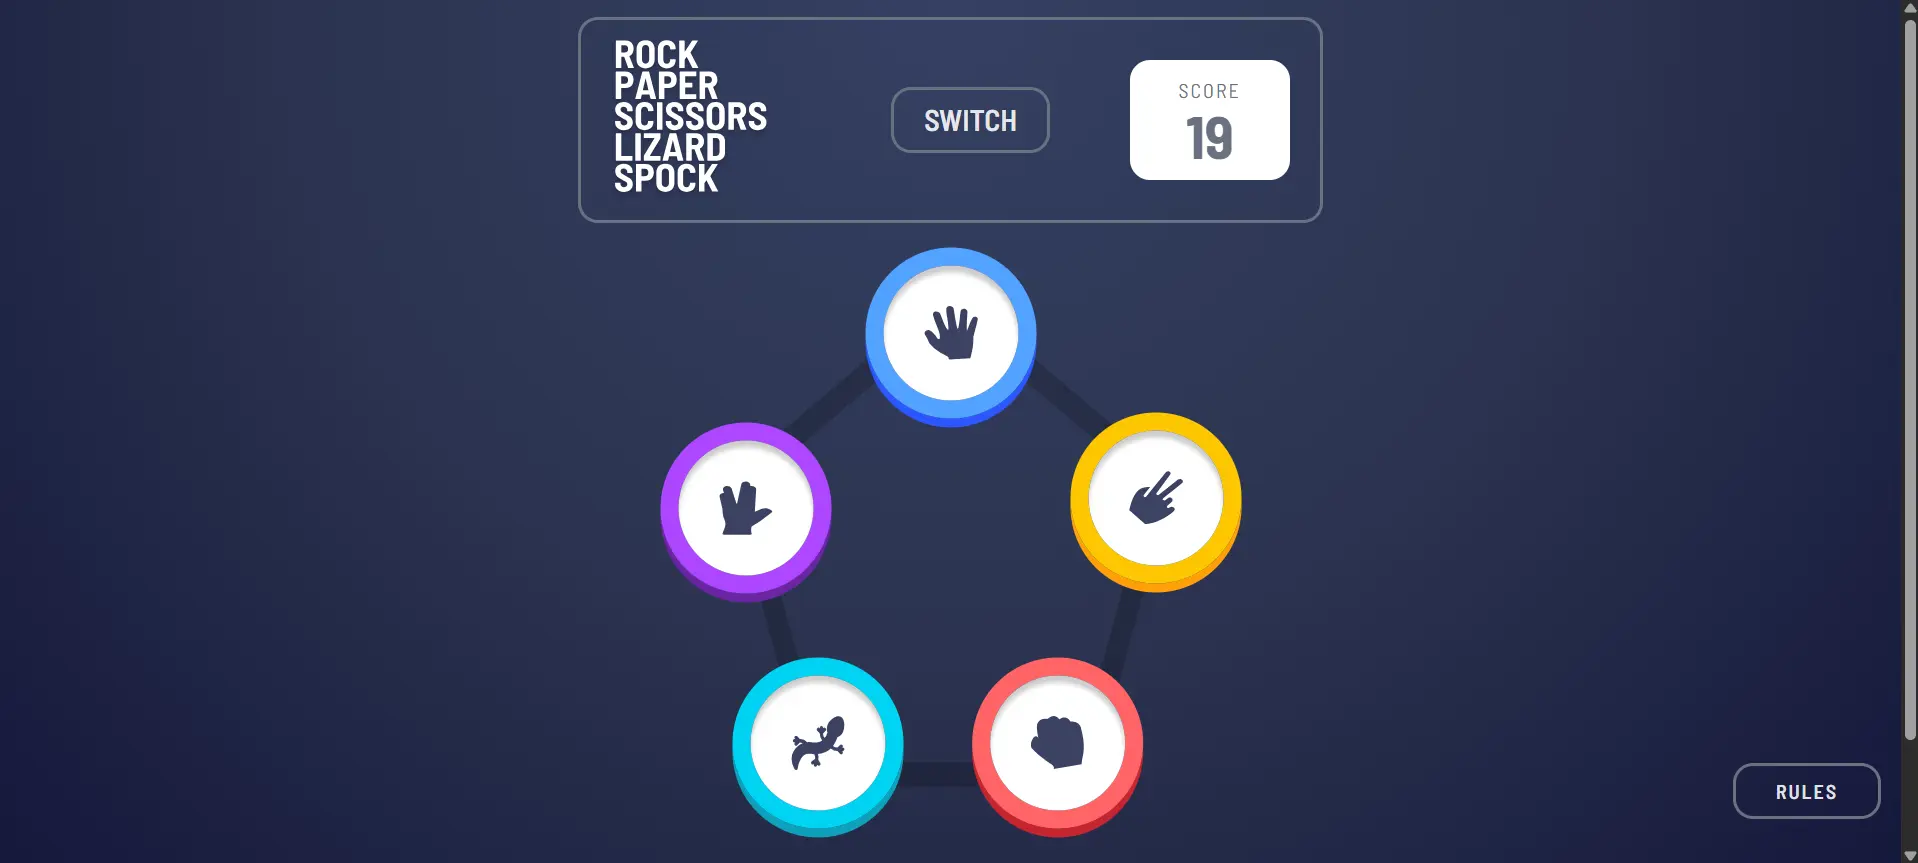 ROCK
PAPER
SCISSORS
LIZARD
SPOCK
SWITCH
SCORE
19
RULES